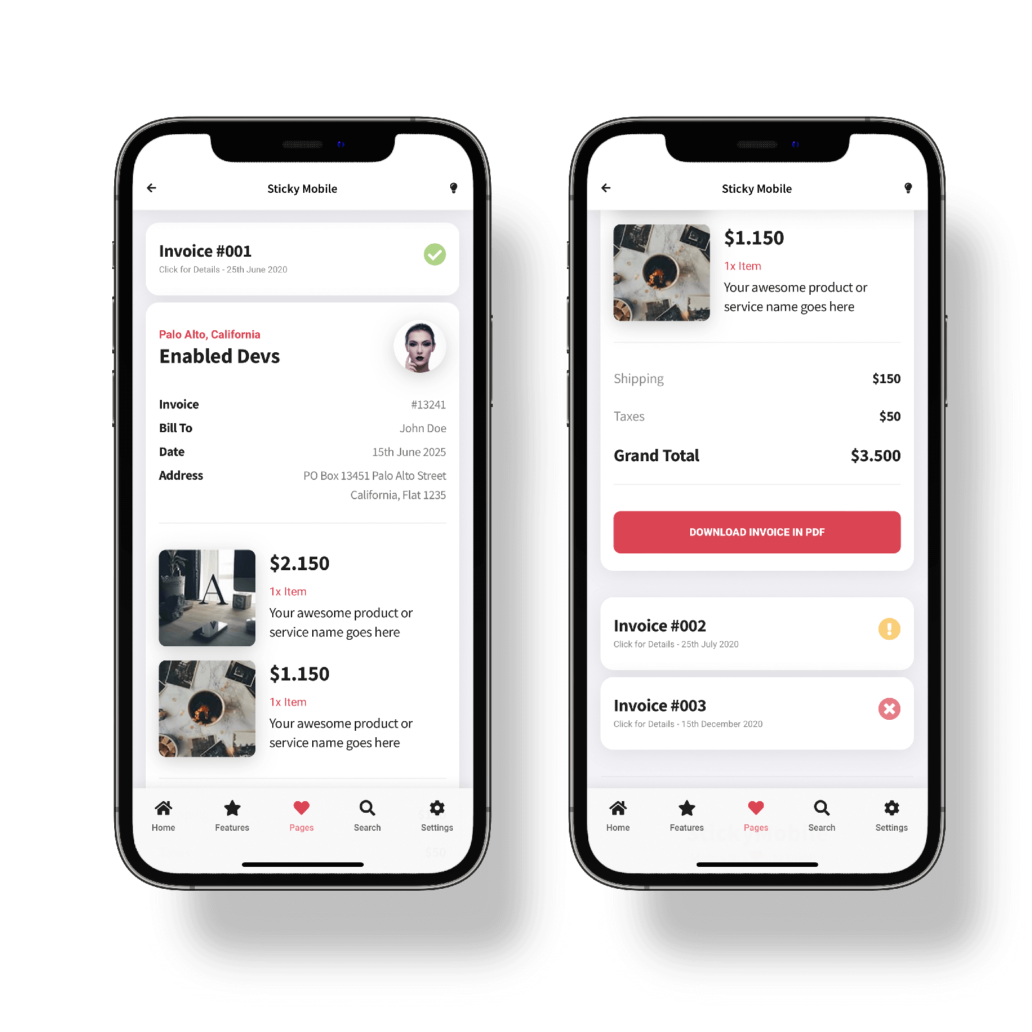 Sticky Mobile
Invoice #001
Click for Details - 25th June 2020
Palo Alto, California
Enabled Devs
Invoice #13241
Bill To John Doe
Date 15th June 2025
Address PO Box 13451 Palo Alto Street
California, Flat 1235
$2.150
1x Item
Your awesome product or
service name goes here
$1.150
1x Item
Your awesome product or
service name goes here
Home Features Pages Search Settings
Sticky Mobile
$1.150
1x Item
Your awesome product or
service name goes here
Shipping $150
Taxes $50
Grand Total $3.500
DOWNLOAD INVOICE IN PDF
Invoice #002
Click for Details - 25th July 2020
Invoice #003
Click for Details - 15th December 2020
Home Features Pages Search Settings